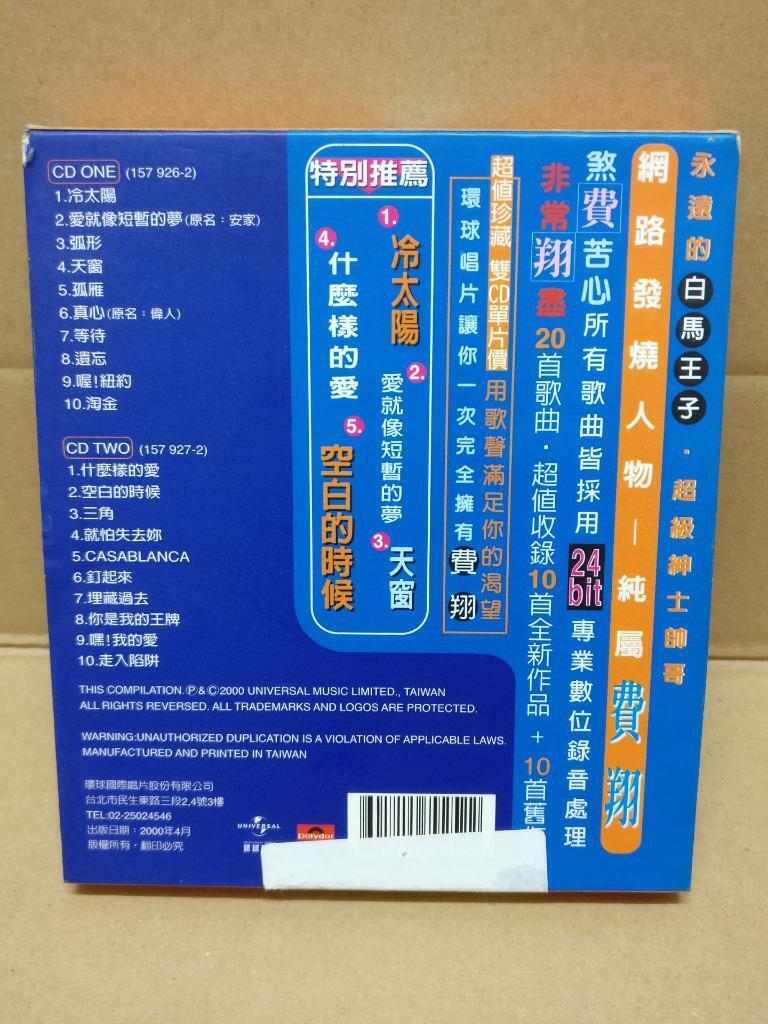 永遠的白馬王子．超級紳士帥哥
網路發燒人物－純屬費翔
煞費苦心所有歌曲皆採用24bit專業數位錄音處理
非常翔盡20首歌曲．超值收錄10首全新作品+10首舊
超值珍藏 雙CD單片價 用歌聲滿足你的渴望
環球唱片讓你一次完全擁有費翔
特別推薦
1.冷太陽
2.愛就像短暫的夢
3.天窗
4.什麼樣的愛
5.空白的時候
CD ONE (157 926-2)
1.冷太陽
2.愛就像短暫的夢(原名：安家)
3.弧形
4.天窗
5.孤雁
6.真心(原名：偉人)
7.等待
8.遺忘
9.喔!紐約
10.淘金
CD TWO (157 927-2)
1.什麼樣的愛
2.空白的時候
3.三角
4.就怕失去妳
5.CASABLANCA
6.釘起來
7.埋藏過去
8.你是我的王牌
9.嘿!我的愛
10.走入陷阱
THIS COMPILATION.Ⓟ&©2000 UNIVERSAL MUSIC LIMITED., TAIWAN
ALL RIGHTS REVERSED. ALL TRADEMARKS AND LOGOS ARE PROTECTED.
WARNING:UNAUTHORIZED DUPLICATION IS A VIOLATION OF APPLICABLE LAWS.
MANUFACTURED AND PRINTED IN TAIWAN
環球國際唱片股份有限公司
台北市民生東路三段2,4號3樓
TEL:02-25024546
出版日期：2000年4月
版權所有．翻印必究
UNIVERSAL
polydor